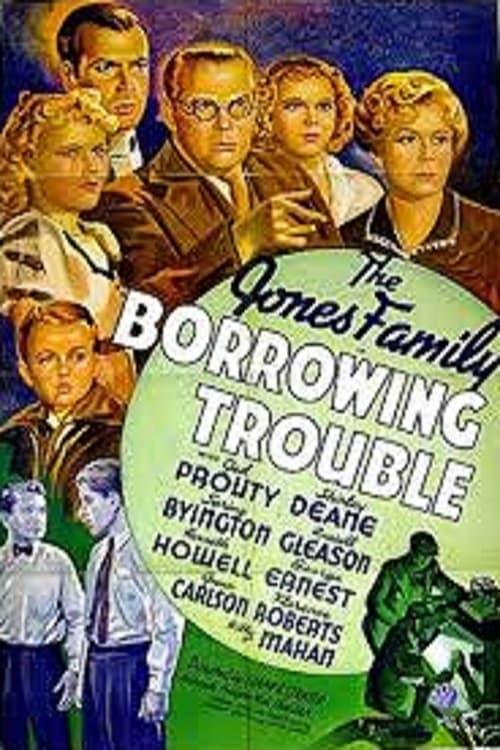 The
Jones Family
BORROWING
TROUBLE
with Jed Shirley
PROUTY DEANE
Spring Russell
BYINGTON GLEASON
Kenneth George
HOWELL ERNEST
June Florence
CARLSON ROBERTS
Billy
MAHAN